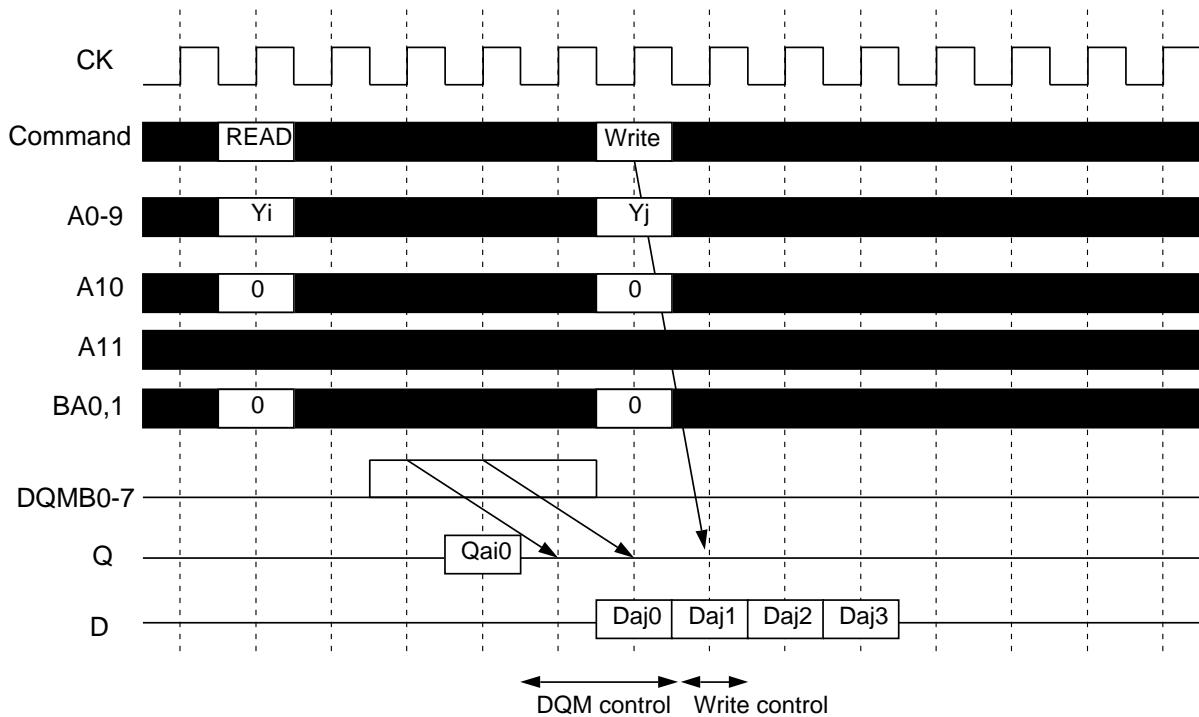 CK
Command READ Write
A0-9 Yi Yj
A10 0 0
A11
BA0,1 0 0
DQMB0-7
Q Qai0
D Daj0 Daj1 Daj2 Daj3
DQM control Write control